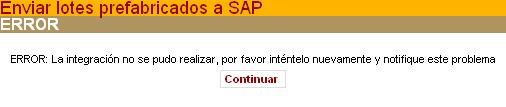 Enviar lotes prefabricados a SAP
ERROR
ERROR: La integración no se pudo realizar, por favor inténtelo nuevamente y notifique este problema
Continuar